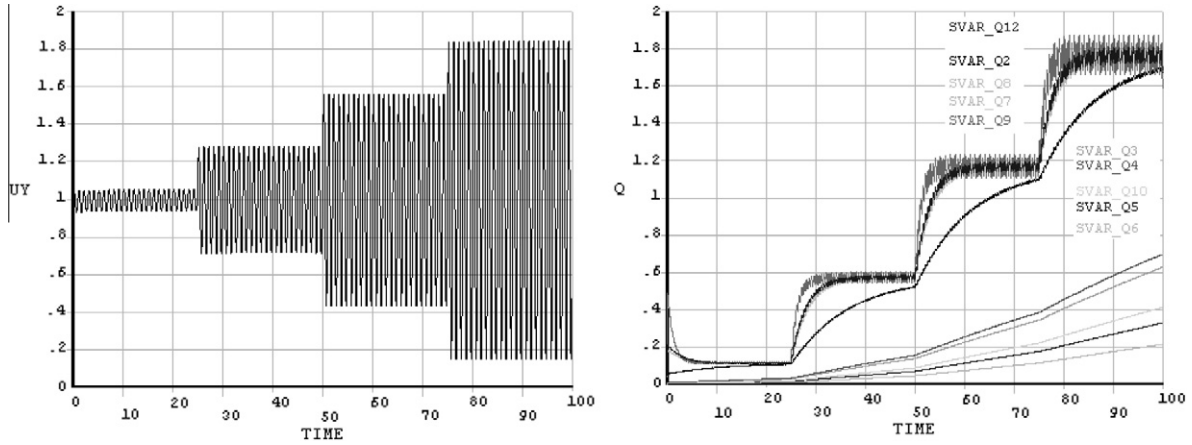 2
1.8
1.6
1.4
1.2
1
.8
.6
.4
.2
0
UY
0 10 20 30 40 50 60 70 80 90 100
TIME
2
1.8
1.6
1.4
1.2
1
.8
.6
.4
.2
0
Q
SVAR_Q12
SVAR_Q2
SVAR_Q8
SVAR_Q7
SVAR_Q9
SVAR_Q3
SVAR_Q4
SVAR_Q10
SVAR_Q5
SVAR_Q6
0 10 20 30 40 50 60 70 80 90 100
TIME